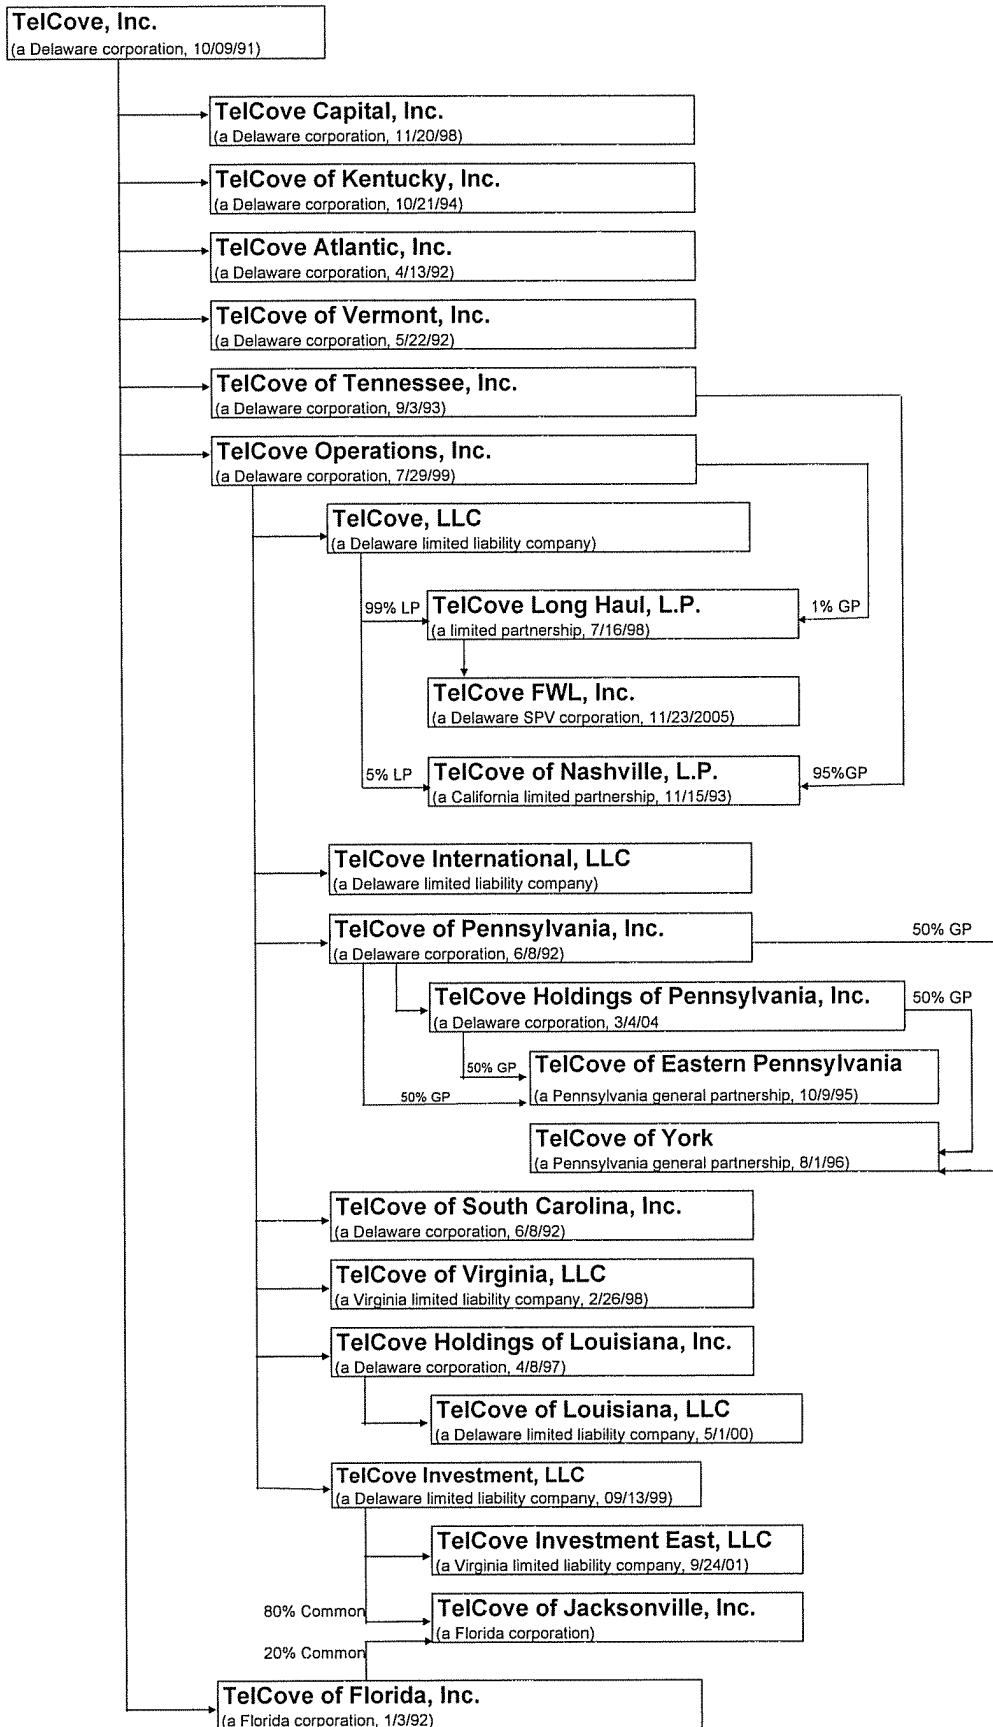 TelCove, Inc.
(a Delaware corporation, 10/09/91)
TelCove Capital, Inc.
(a Delaware corporation, 11/20/98)
TelCove of Kentucky, Inc.
(a Delaware corporation, 10/21/94)
TelCove Atlantic, Inc.
(a Delaware corporation, 4/13/92)
TelCove of Vermont, Inc.
(a Delaware corporation, 5/22/92)
TelCove of Tennessee, Inc.
(a Delaware corporation, 9/3/93)
TelCove Operations, Inc.
(a Delaware corporation, 7/29/99)
TelCove, LLC
(a Delaware limited liability company)
99% LP
TelCove Long Haul, L.P.
(a limited partnership, 7/16/98)
1% GP
TelCove FWL, Inc.
(a Delaware SPV corporation, 11/23/2005)
5% LP
TelCove of Nashville, L.P.
(a California limited partnership, 11/15/93)
95%GP
TelCove International, LLC
(a Delaware limited liability company)
TelCove of Pennsylvania, Inc.
(a Delaware corporation, 6/8/92)
50% GP
TelCove Holdings of Pennsylvania, Inc.
(a Delaware corporation, 3/4/04
50% GP
50% GP
TelCove of Eastern Pennsylvania
(a Pennsylvania general partnership, 10/9/95)
50% GP
TelCove of York
(a Pennsylvania general partnership, 8/1/96)
TelCove of South Carolina, Inc.
(a Delaware corporation, 6/8/92)
TelCove of Virginia, LLC
(a Virginia limited liability company, 2/26/98)
TelCove Holdings of Louisiana, Inc.
(a Delaware corporation, 4/8/97)
TelCove of Louisiana, LLC
(a Delaware limited liability company, 5/1/00)
TelCove Investment, LLC
(a Delaware limited liability company, 09/13/99)
TelCove Investment East, LLC
(a Virginia limited liability company, 9/24/01)
80% Common
TelCove of Jacksonville, Inc.
(a Florida corporation)
20% Common
TelCove of Florida, Inc.
(a Florida corporation, 1/3/92)